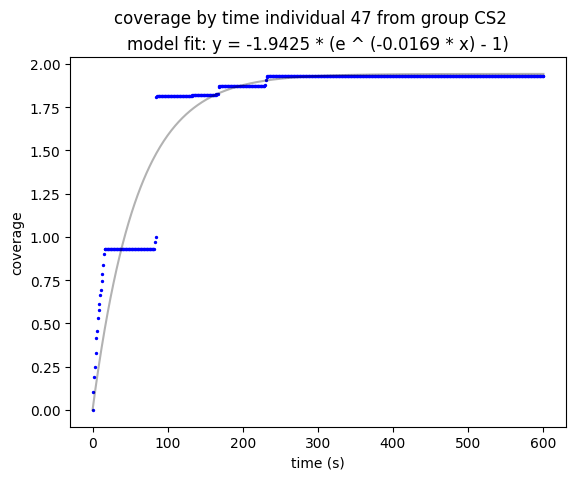 coverage by time individual 47 from group CS2
model fit: y = -1.9425 * (e ^ (-0.0169 * x) - 1)
2.00
1.75
1.50
1.25
1.00
0.75
0.50
0.25
0.00
coverage
0 100 200 300 400 500 600
time (s)